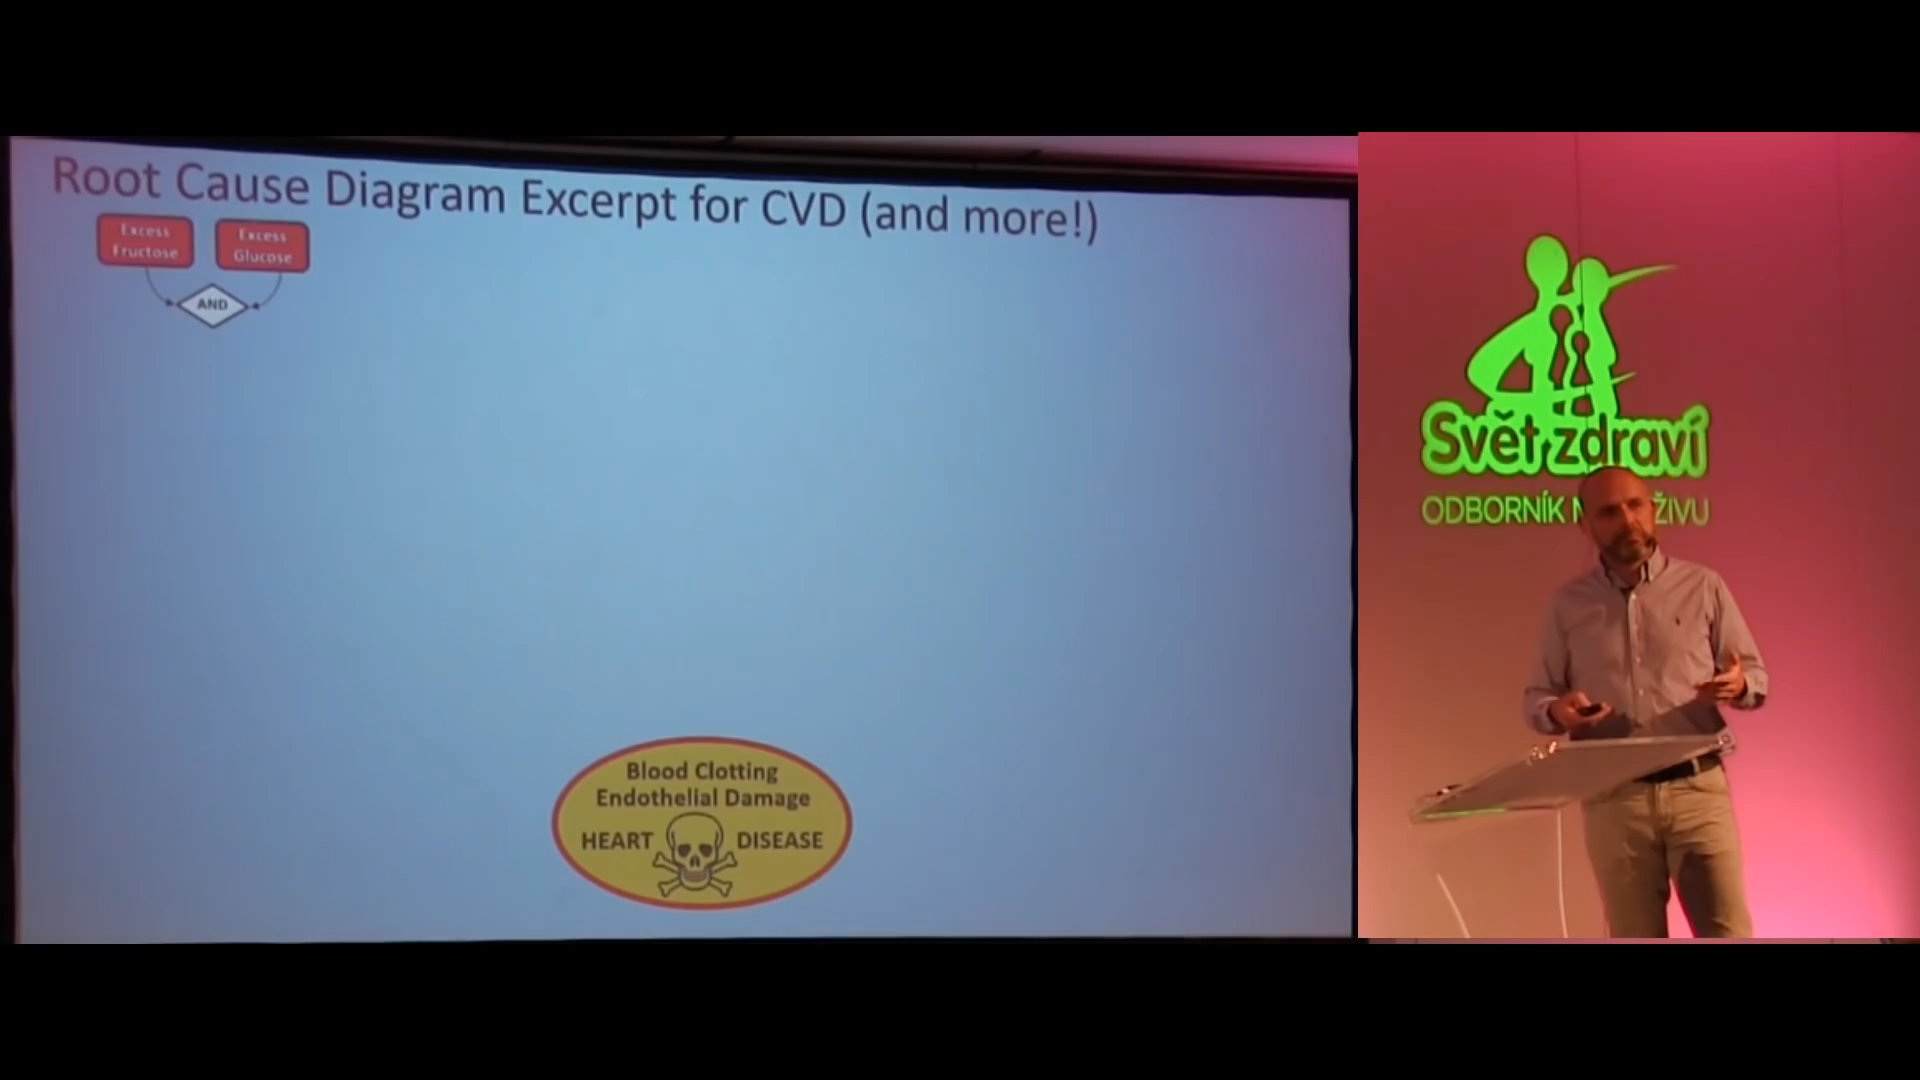 Root Cause Diagram Excerpt for CVD (and more!)
Excess
Fructose
Excess
Glucose
AND
Blood Clotting
Endothelial Damage
HEART DISEASE
Svět zdraví
ODBORNÍK N ŽIVU